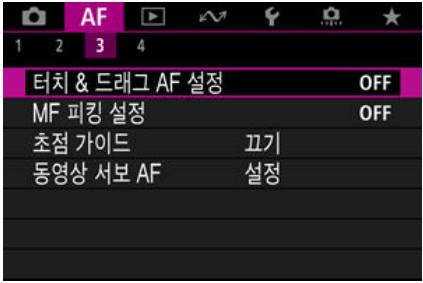 AF
1 2 3 4
터치 & 드래그 AF 설정 OFF
MF 피킹 설정 OFF
초점 가이드 끄기
동영상 서보 AF 설정